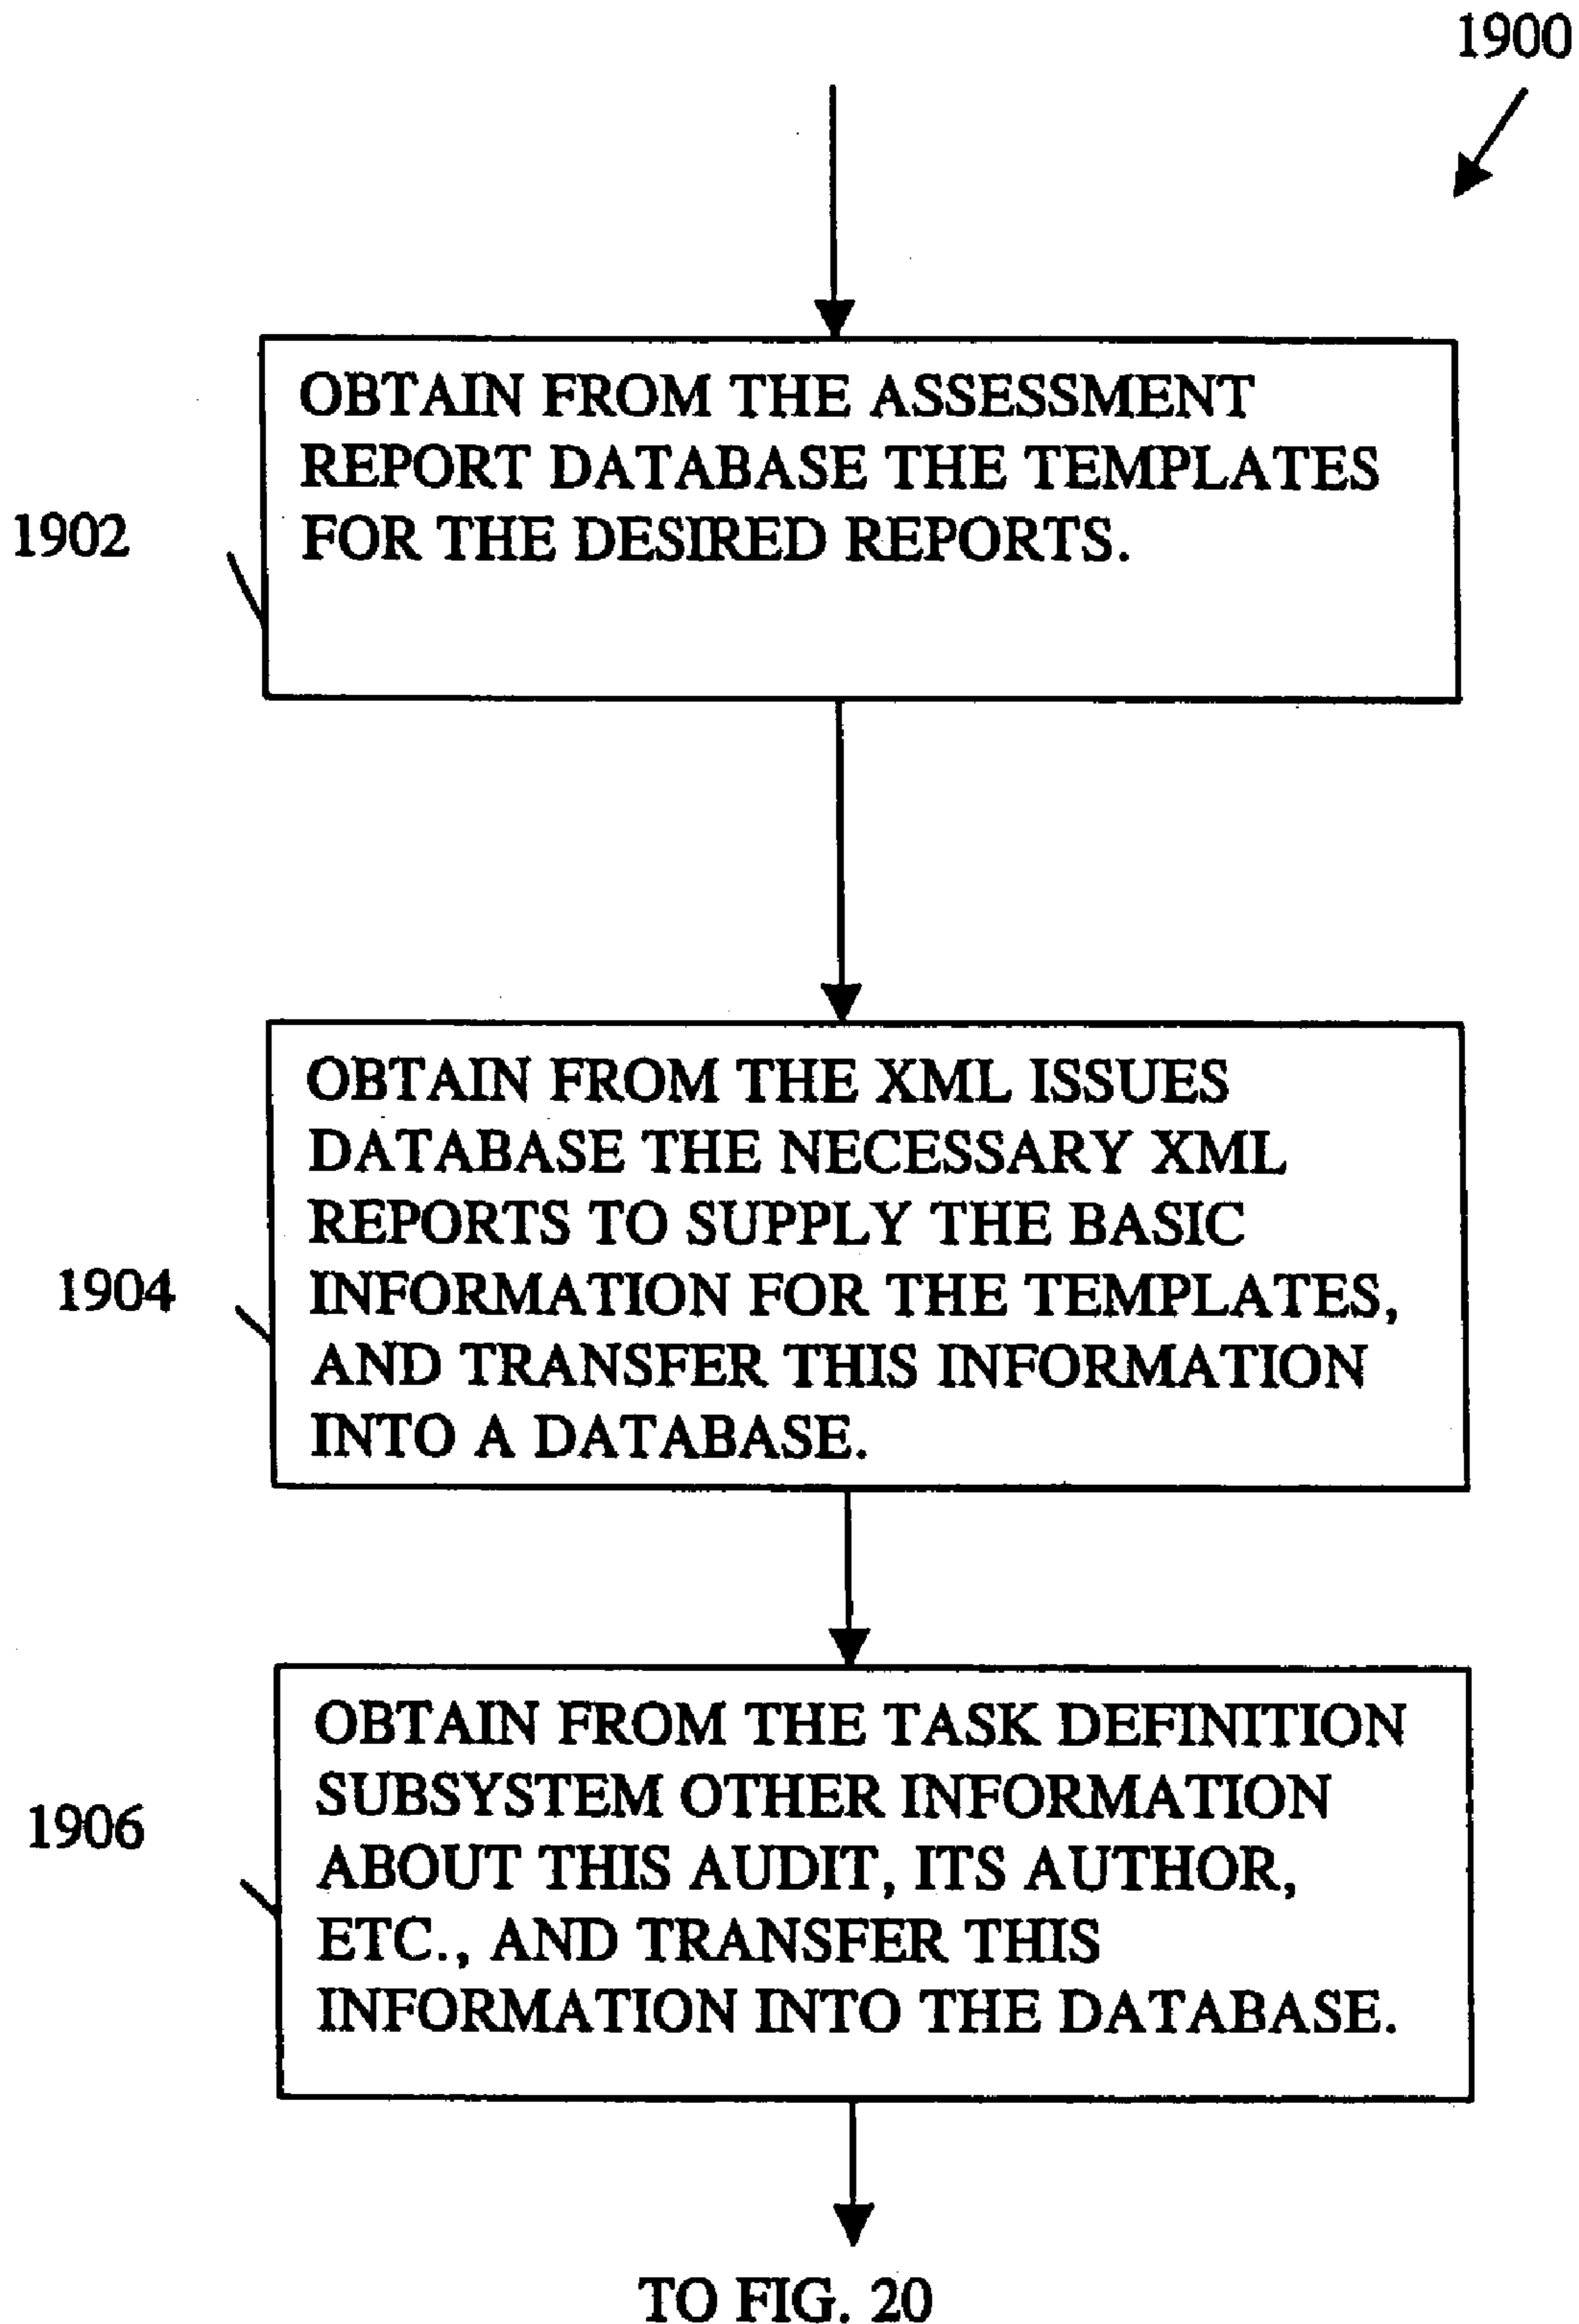 1900
OBTAIN FROM THE ASSESSMENT
REPORT DATABASE THE TEMPLATES
FOR THE DESIRED REPORTS.
1902
OBTAIN FROM THE XML ISSUES
DATABASE THE NECESSARY XML
REPORTS TO SUPPLY THE BASIC
INFORMATION FOR THE TEMPLATES,
AND TRANSFER THIS INFORMATION
INTO A DATABASE.
1904
OBTAIN FROM THE TASK DEFINITION
SUBSYSTEM OTHER INFORMATION
ABOUT THIS AUDIT, ITS AUTHOR,
ETC., AND TRANSFER THIS
INFORMATION INTO THE DATABASE.
1906
TO FIG. 20